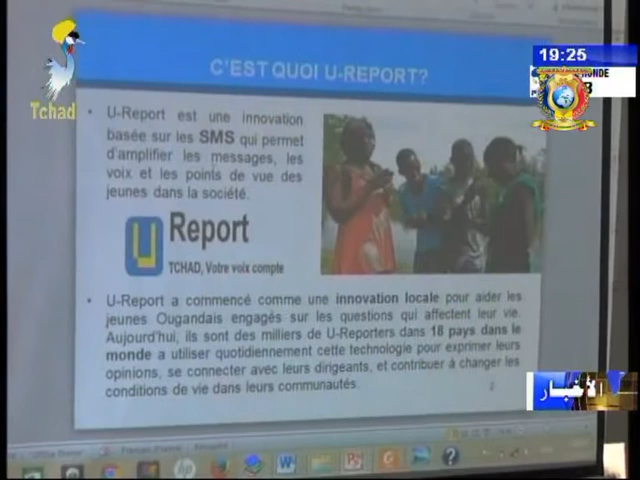 C'EST QUOI U-REPORT?
19:25
Tchad
• U-Report est une innovation
basée sur les SMS qui permet
d'amplifier les messages, les
voix et les points de vue des
jeunes dans la société.
U Report
TCHAD, Votre voix compte
• U-Report a commencé comme une innovation locale pour aider les
jeunes Ougandais engagés sur les questions qui affectent leur vie.
Aujourd'hui, ils sont des milliers de U-Reporters dans 18 pays dans le
monde a utiliser quotidiennement cette technologie pour exprimer leurs
opinions, se connecter avec leurs dirigeants, et contribuer à changer les
conditions de vie dans leurs communautés.
2
الأخبار